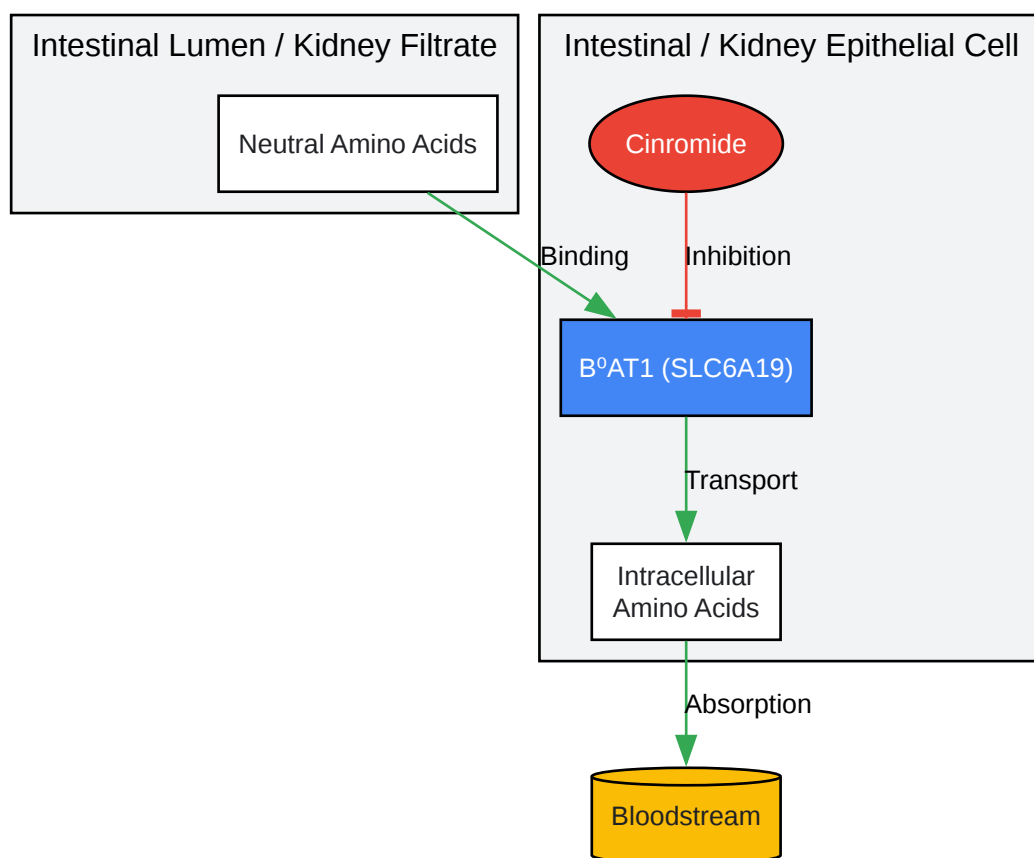 Intestinal Lumen / Kidney Filtrate
Neutral Amino Acids
Intestinal / Kidney Epithelial Cell
Cinromide
Binding
Inhibition
B⁰AT1 (SLC6A19)
Transport
Intracellular
Amino Acids
Absorption
Bloodstream